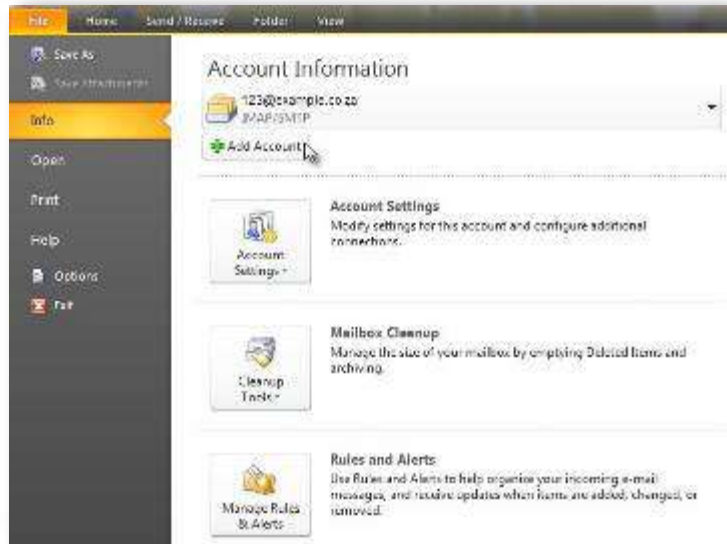 File Home Send / Receive Folder View
Save As
Save Attachments
Info
Open
Print
Help
Options
Exit
Account Information
123@example.co.za
IMAP/SMTP
Add Account
Account Settings
Modify settings for this account and configure additional
connections.
Account
Settings
Mailbox Cleanup
Manage the size of your mailbox by emptying Deleted Items and
archiving.
Cleanup
Tools
Rules and Alerts
Use Rules and Alerts to help organize your incoming e-mail
messages, and receive updates when items are added, changed, or
removed.
Manage Rules
& Alerts